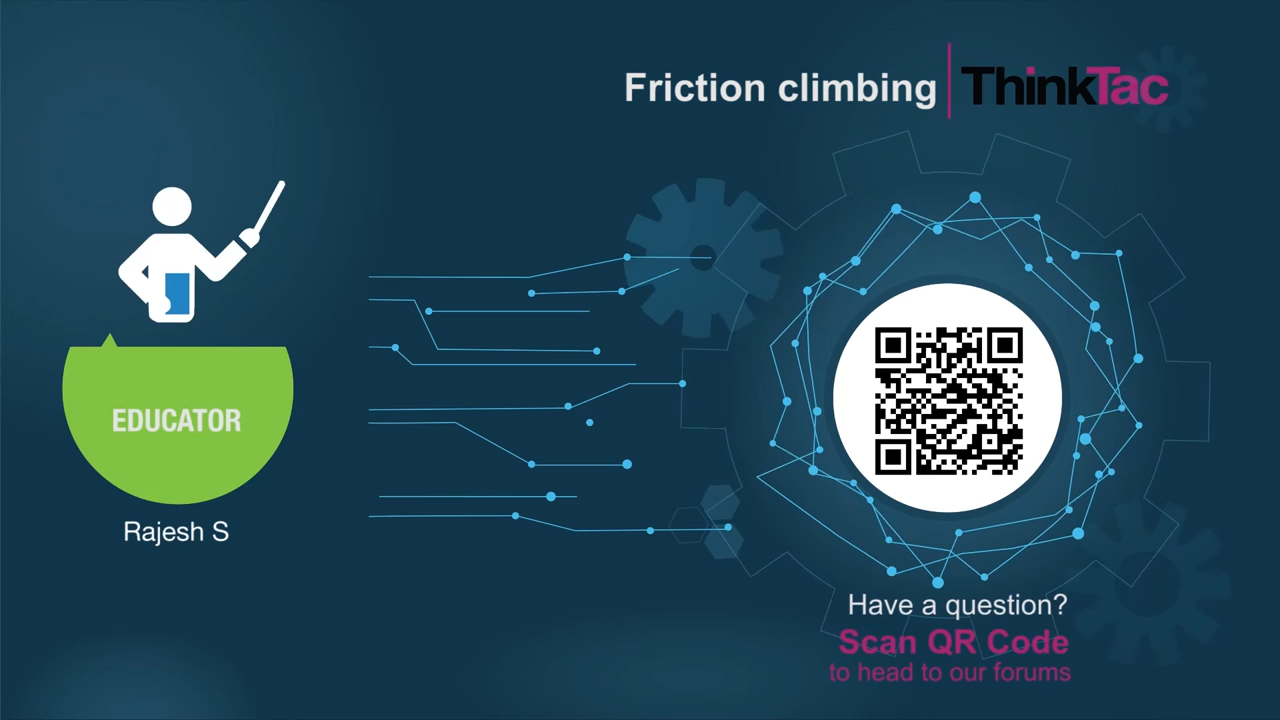 Friction climbing
ThinkTac
EDUCATOR
Rajesh S
Have a question?
Scan QR Code
to head to our forums